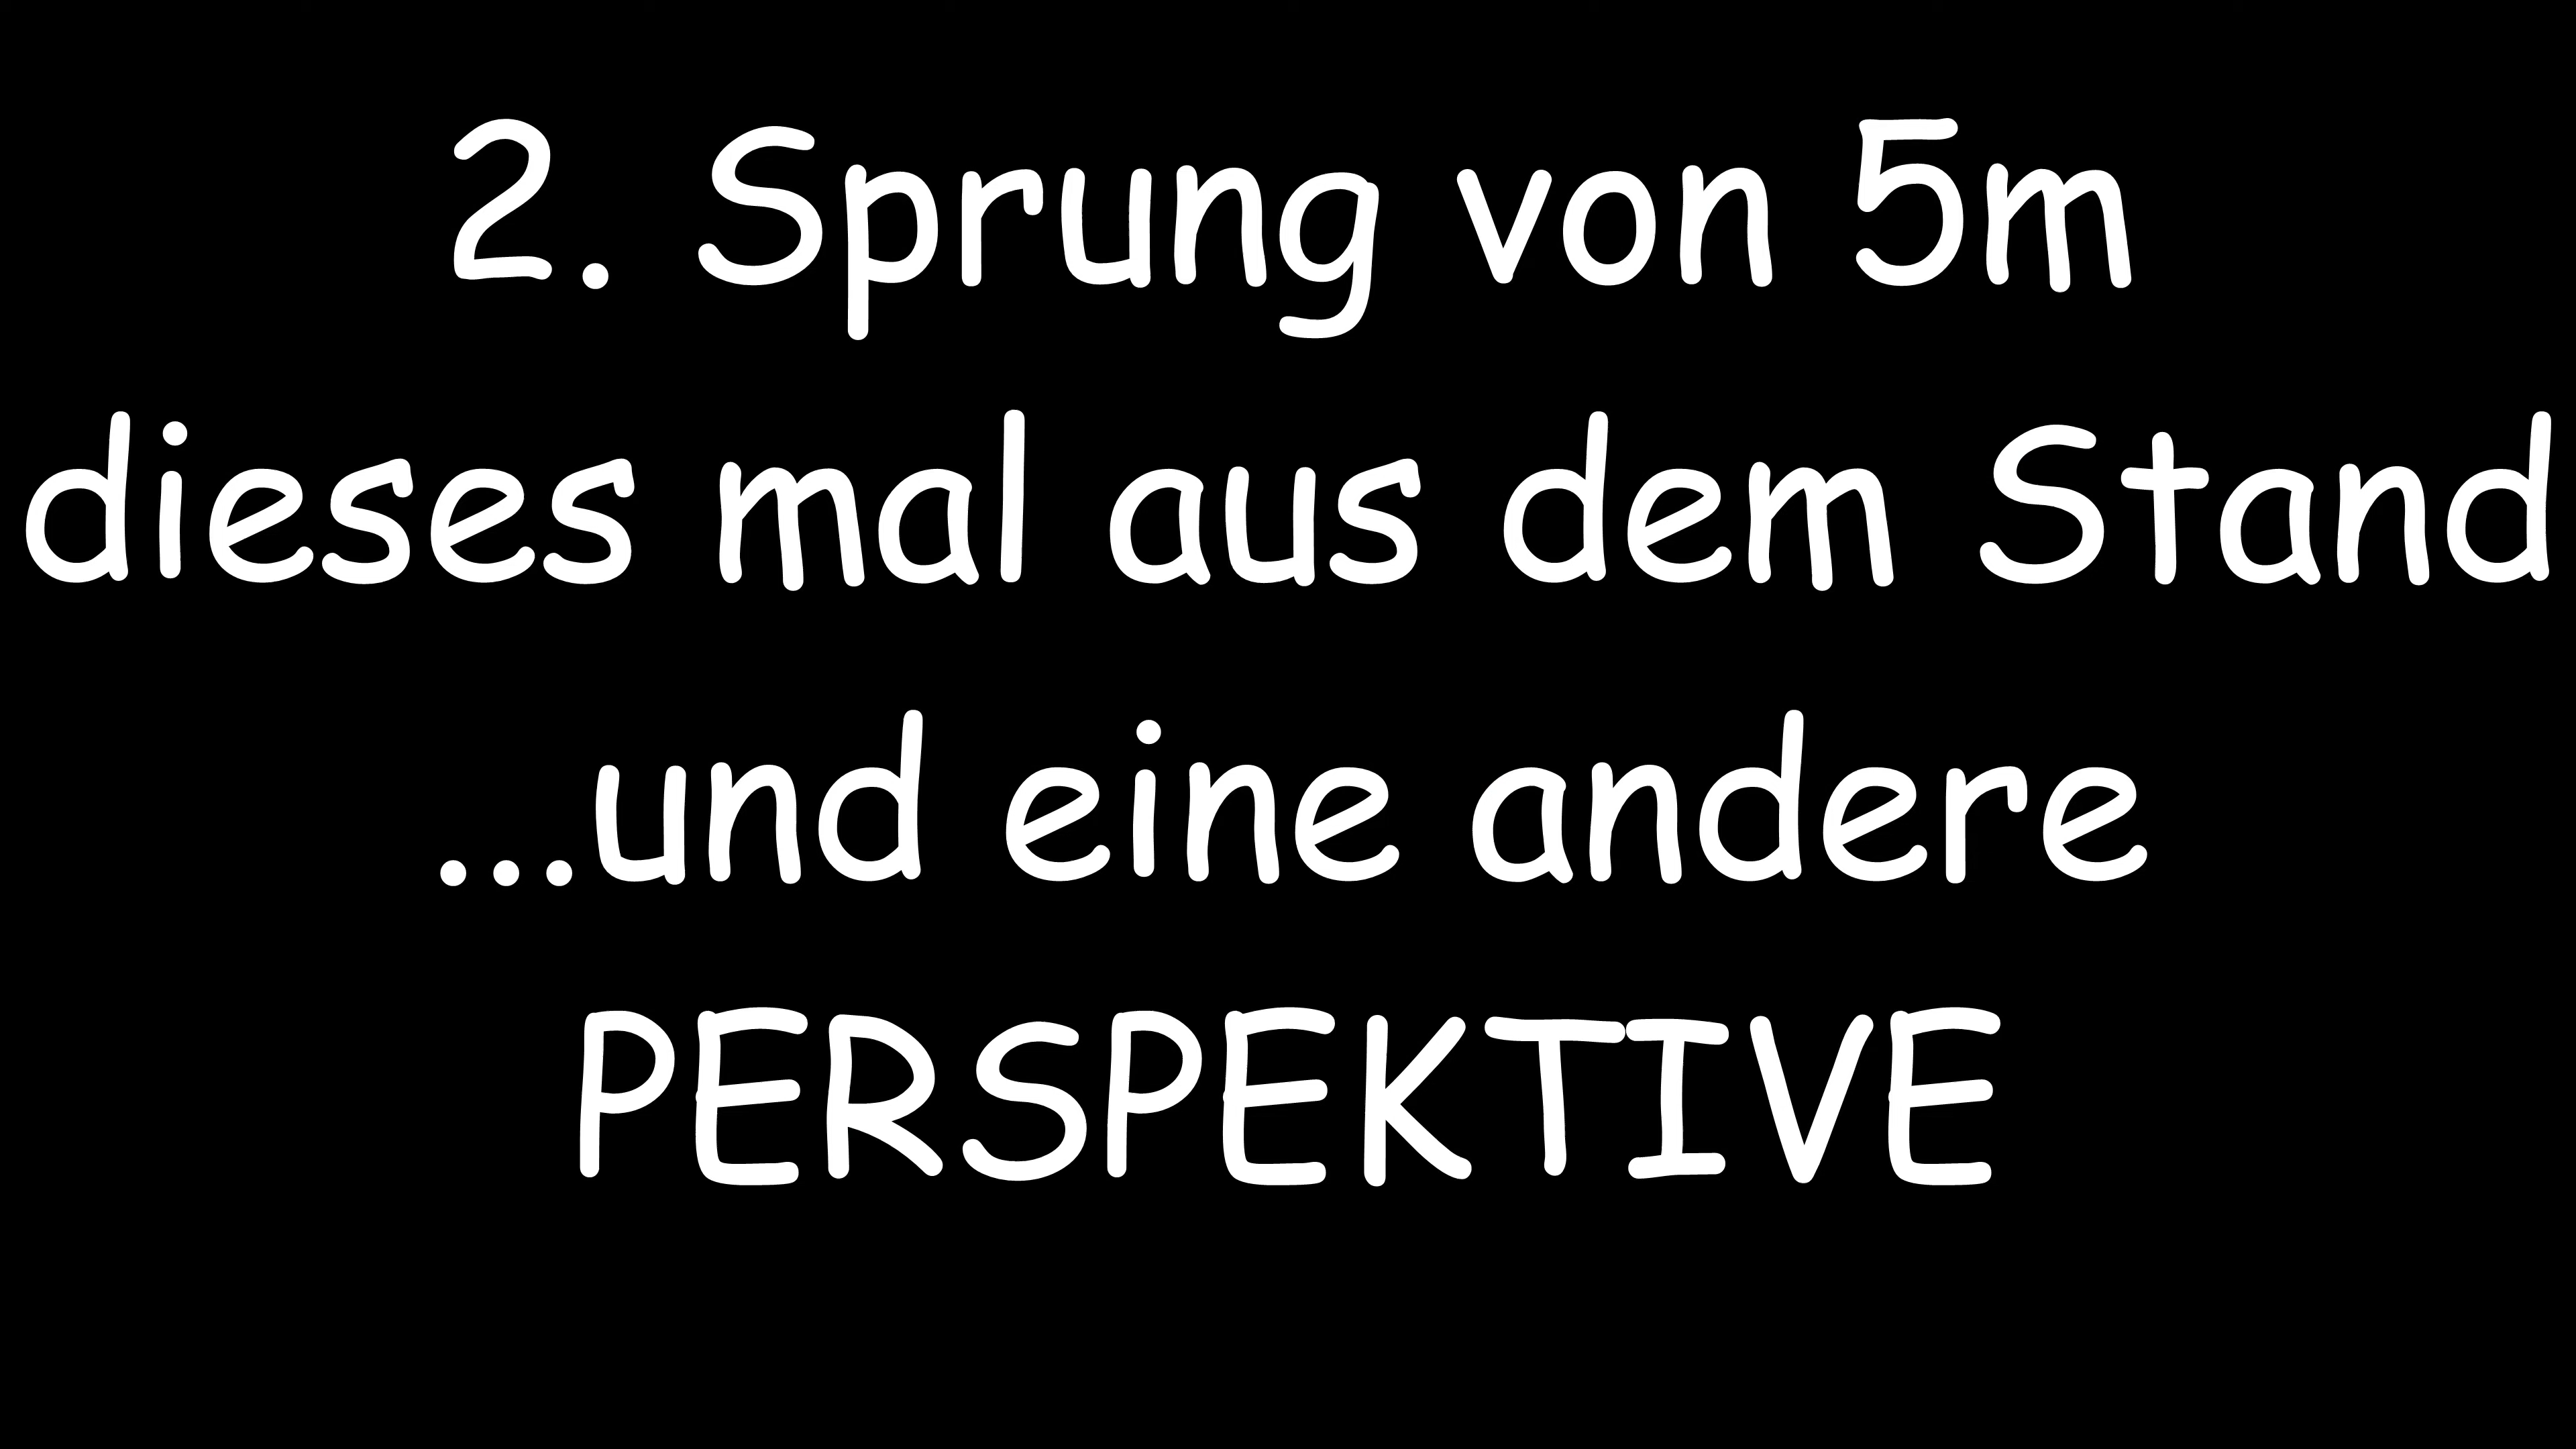 2. Sprung von 5m
dieses mal aus dem Stand
...und eine andere
PERSPEKTIVE